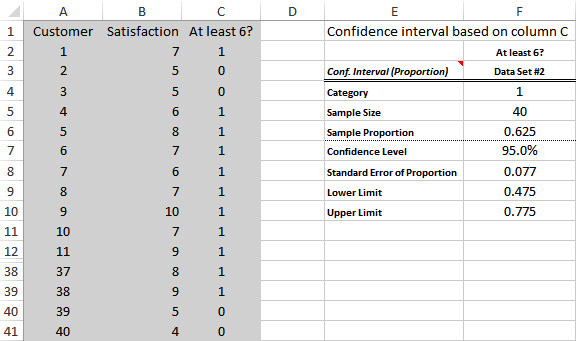 A B C D E F
1 Customer Satisfaction At least 6? Confidence interval based on column C
2 1 7 1 At least 6?
3 2 5 0 Conf. Interval (Proportion) Data Set #2
4 3 5 0 Category 1
5 4 6 1 Sample Size 40
6 5 8 1 Sample Proportion 0.625
7 6 7 1 Confidence Level 95.0%
8 7 6 1 Standard Error of Proportion 0.077
9 8 7 1 Lower Limit 0.475
10 9 10 1 Upper Limit 0.775
11 10 7 1
12 11 9 1
38 37 8 1
39 38 9 1
40 39 5 0
41 40 4 0